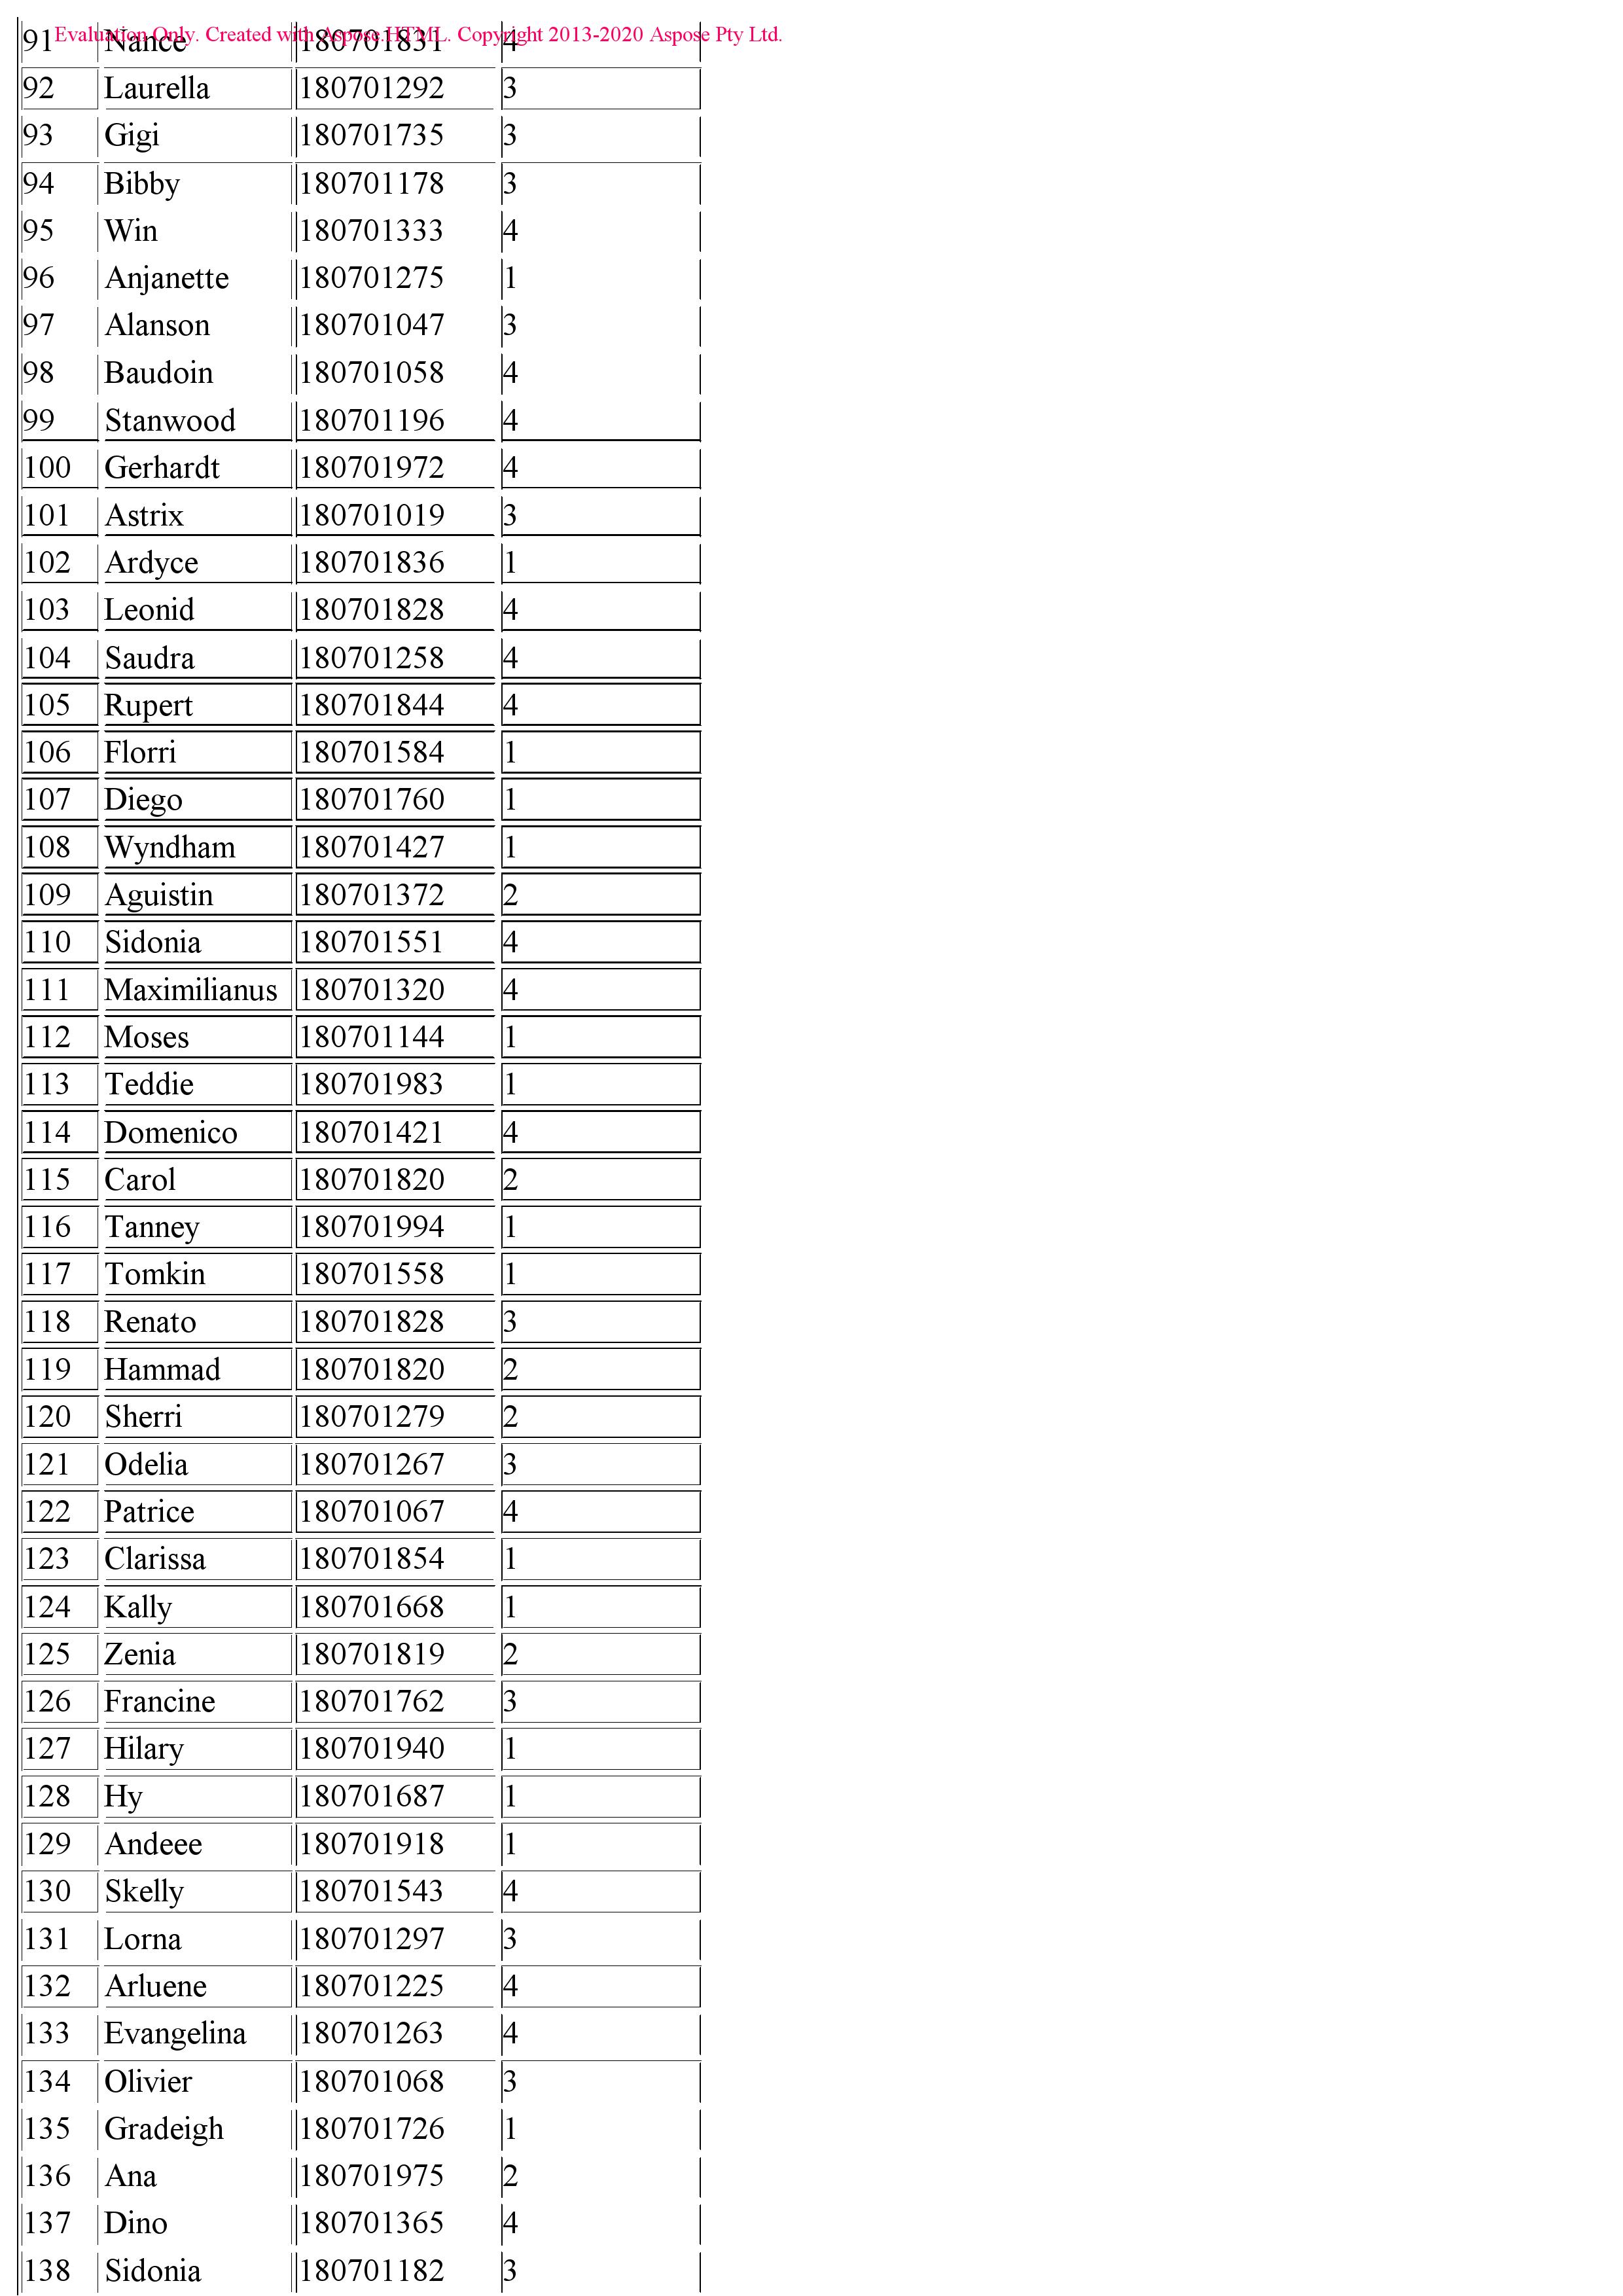 Evaluation Only. Created with Aspose.HTML. Copyright 2013-2020 Aspose Pty Ltd.
91 Nance 180701831 4
92 Laurella 180701292 3
93 Gigi 180701735 3
94 Bibby 180701178 3
95 Win 180701333 4
96 Anjanette 180701275 1
97 Alanson 180701047 3
98 Baudoin 180701058 4
99 Stanwood 180701196 4
100 Gerhardt 180701972 4
101 Astrix 180701019 3
102 Ardyce 180701836 1
103 Leonid 180701828 4
104 Saudra 180701258 4
105 Rupert 180701844 4
106 Florri 180701584 1
107 Diego 180701760 1
108 Wyndham 180701427 1
109 Aguistin 180701372 2
110 Sidonia 180701551 4
111 Maximilianus 180701320 4
112 Moses 180701144 1
113 Teddie 180701983 1
114 Domenico 180701421 4
115 Carol 180701820 2
116 Tanney 180701994 1
117 Tomkin 180701558 1
118 Renato 180701828 3
119 Hammad 180701820 2
120 Sherri 180701279 2
121 Odelia 180701267 3
122 Patrice 180701067 4
123 Clarissa 180701854 1
124 Kally 180701668 1
125 Zenia 180701819 2
126 Francine 180701762 3
127 Hilary 180701940 1
128 Hy 180701687 1
129 Andeee 180701918 1
130 Skelly 180701543 4
131 Lorna 180701297 3
132 Arluene 180701225 4
133 Evangelina 180701263 4
134 Olivier 180701068 3
135 Gradeigh 180701726 1
136 Ana 180701975 2
137 Dino 180701365 4
138 Sidonia 180701182 3